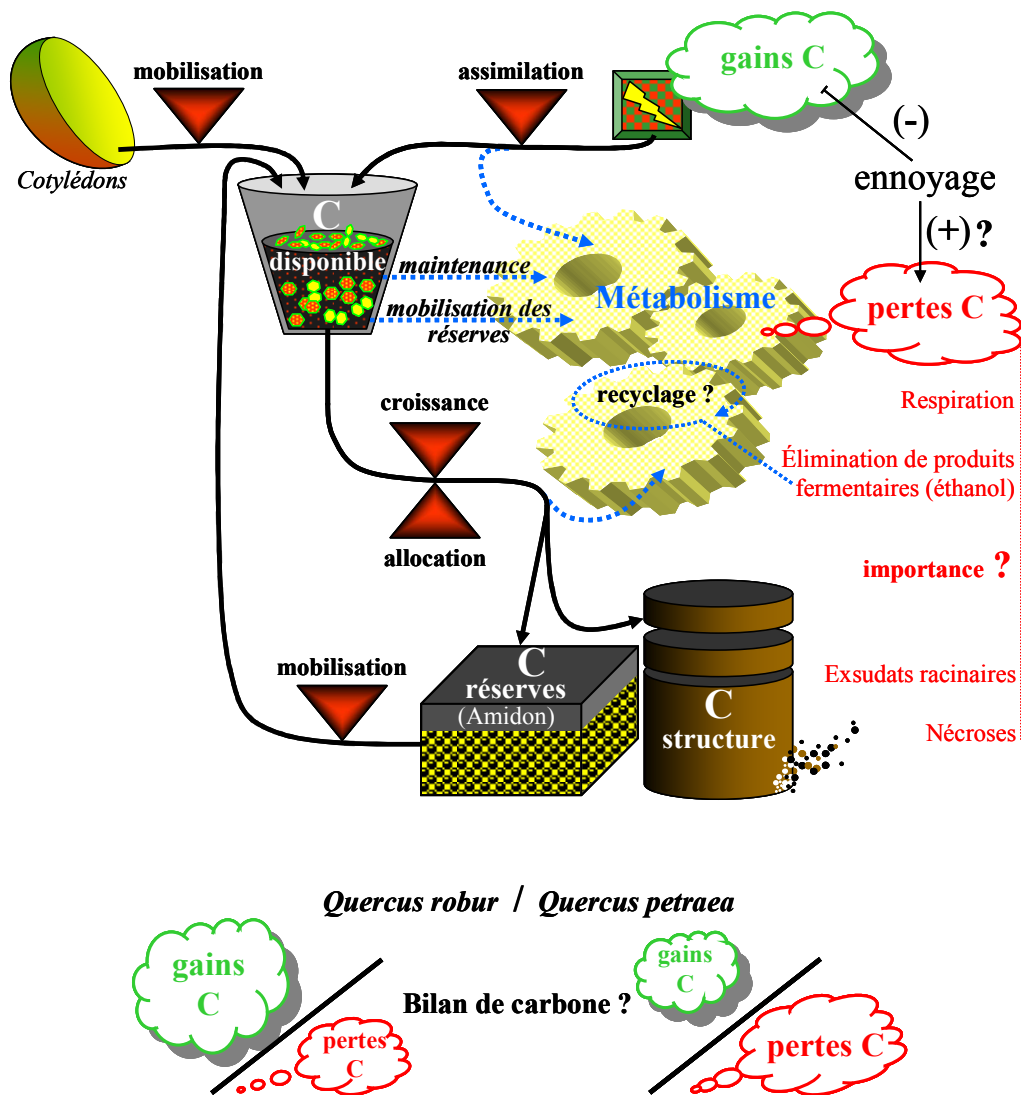 mobilisation
assimilation
gains C
(-)
Cotylédons
ennoyage
C
disponible
(+) ?
maintenance
Métabolisme
mobilisation des
réserves
pertes C
recyclage ?
croissance
Respiration
Élimination de produits
fermentaires (éthanol)
allocation
importance ?
mobilisation
C
réserves
(Amidon)
C
structure
Exsudats racinaires
Nécroses
Quercus robur / Quercus petraea
gains
C
pertes
C
Bilan de carbone ?
gains
C
pertes C